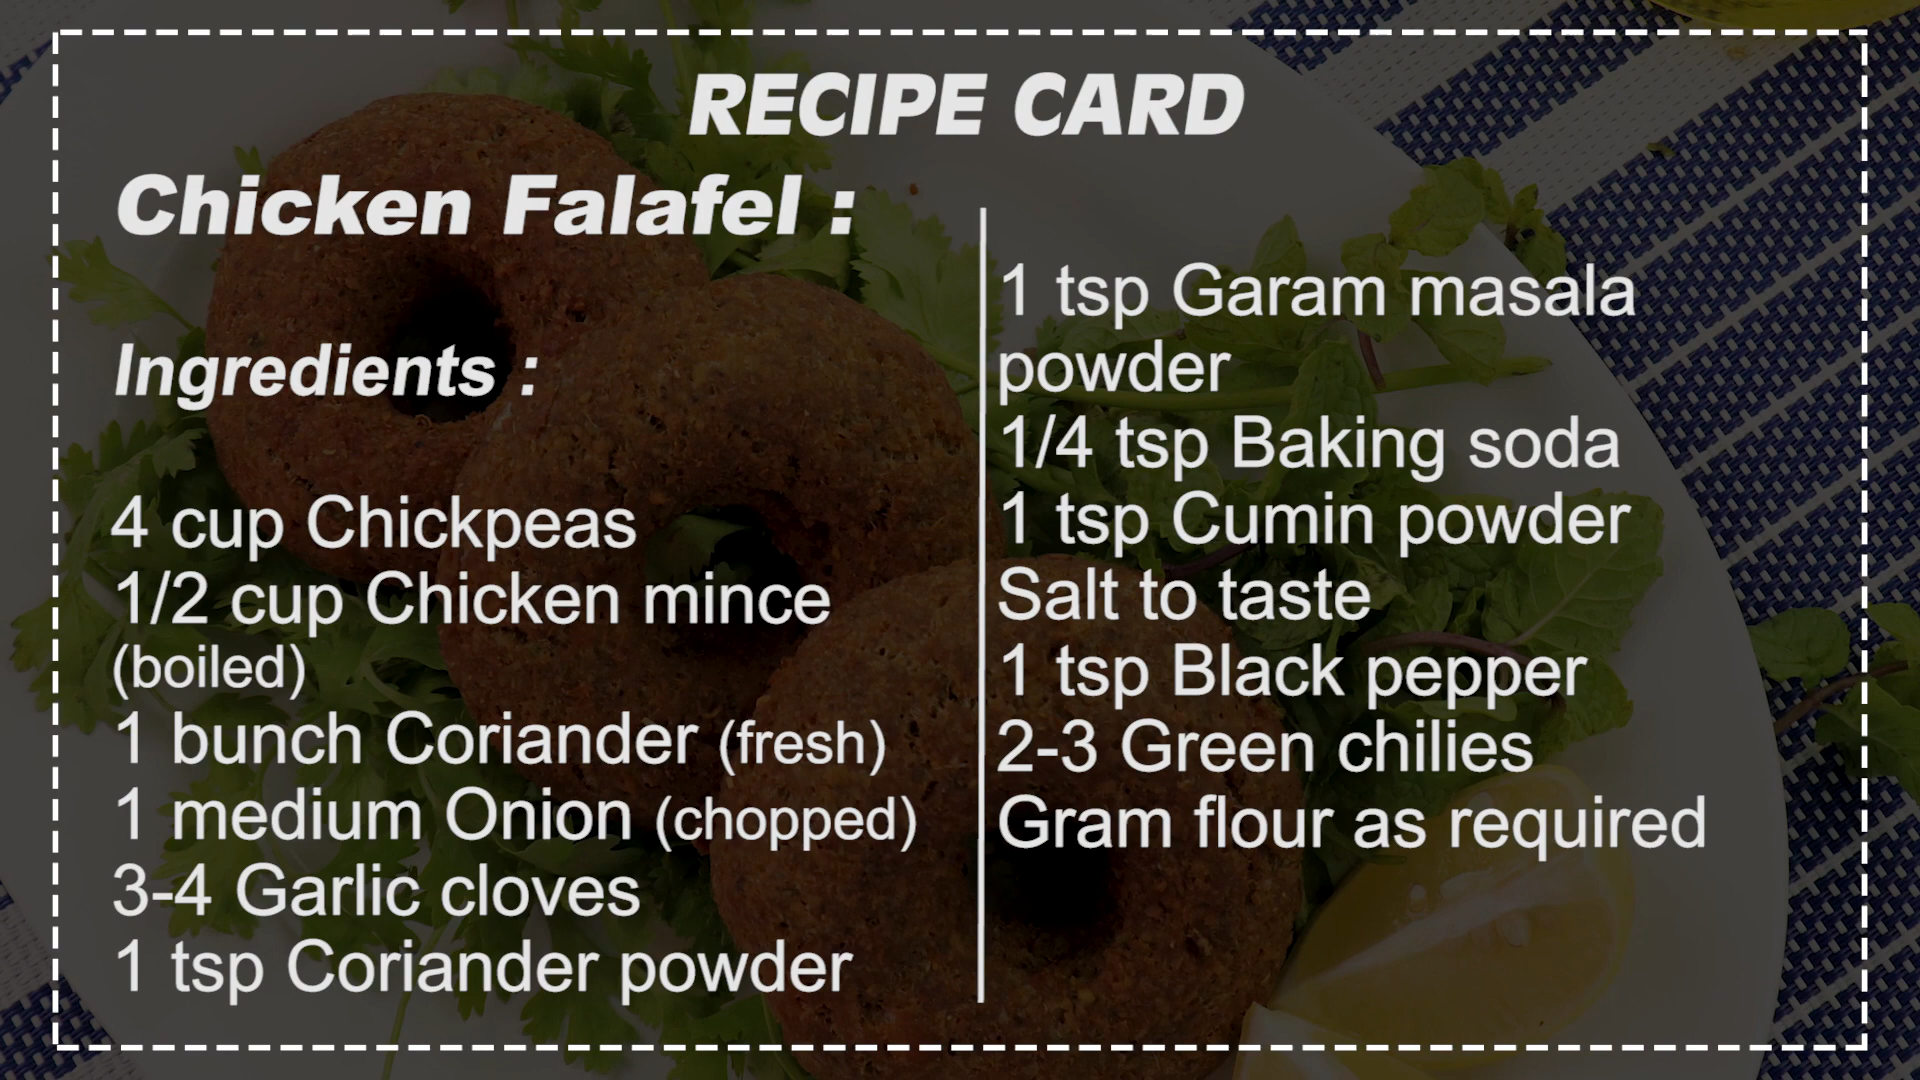 RECIPE CARD
Chicken Falafel :
Ingredients :
4 cup Chickpeas
1/2 cup Chicken mince
(boiled)
1 bunch Coriander (fresh)
1 medium Onion (chopped)
3-4 Garlic cloves
1 tsp Coriander powder
1 tsp Garam masala
powder
1/4 tsp Baking soda
1 tsp Cumin powder
Salt to taste
1 tsp Black pepper
2-3 Green chilies
Gram flour as required